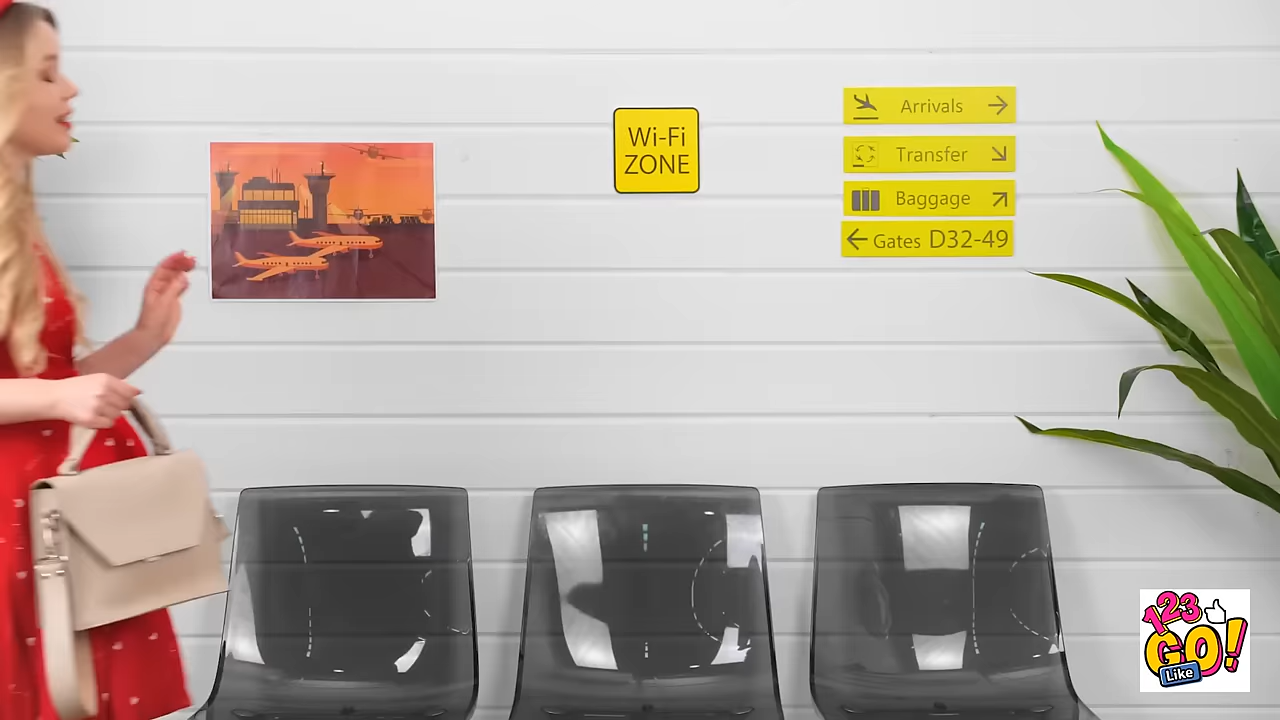 Wi-Fi
ZONE
Arrivals
Transfer
Baggage
Gates D32-49
123
GO!
Like